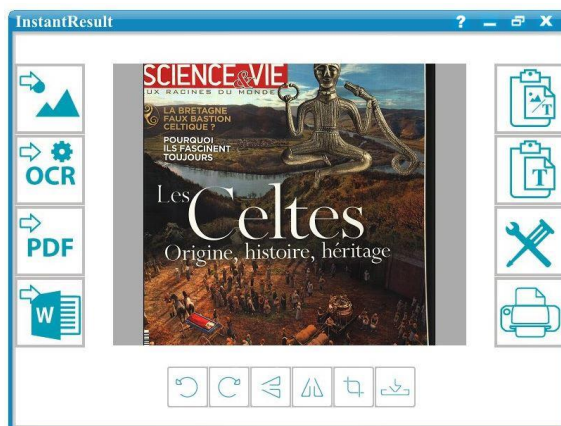 InstantResult
?
SCIENCE&VIE
UX RACINES DU MONDE
LA BRETAGNE
FAUX BASTION
CELTIQUE ?
POURQUOI
ILS FASCINENT
TOUJOURS
Les
Celtes
Origine, histoire, héritage
OCR
PDF
W
T
T